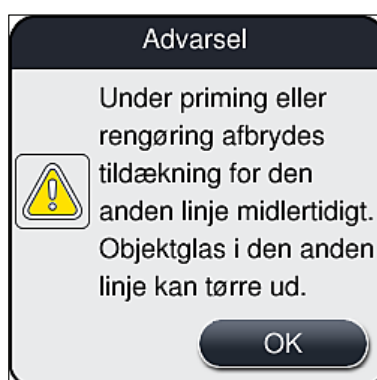 Advarsel
Under priming eller
rengøring afbrydes
tildækning for den
anden linje midlertidigt.
Objektglas i den anden
linje kan tørre ud.
OK